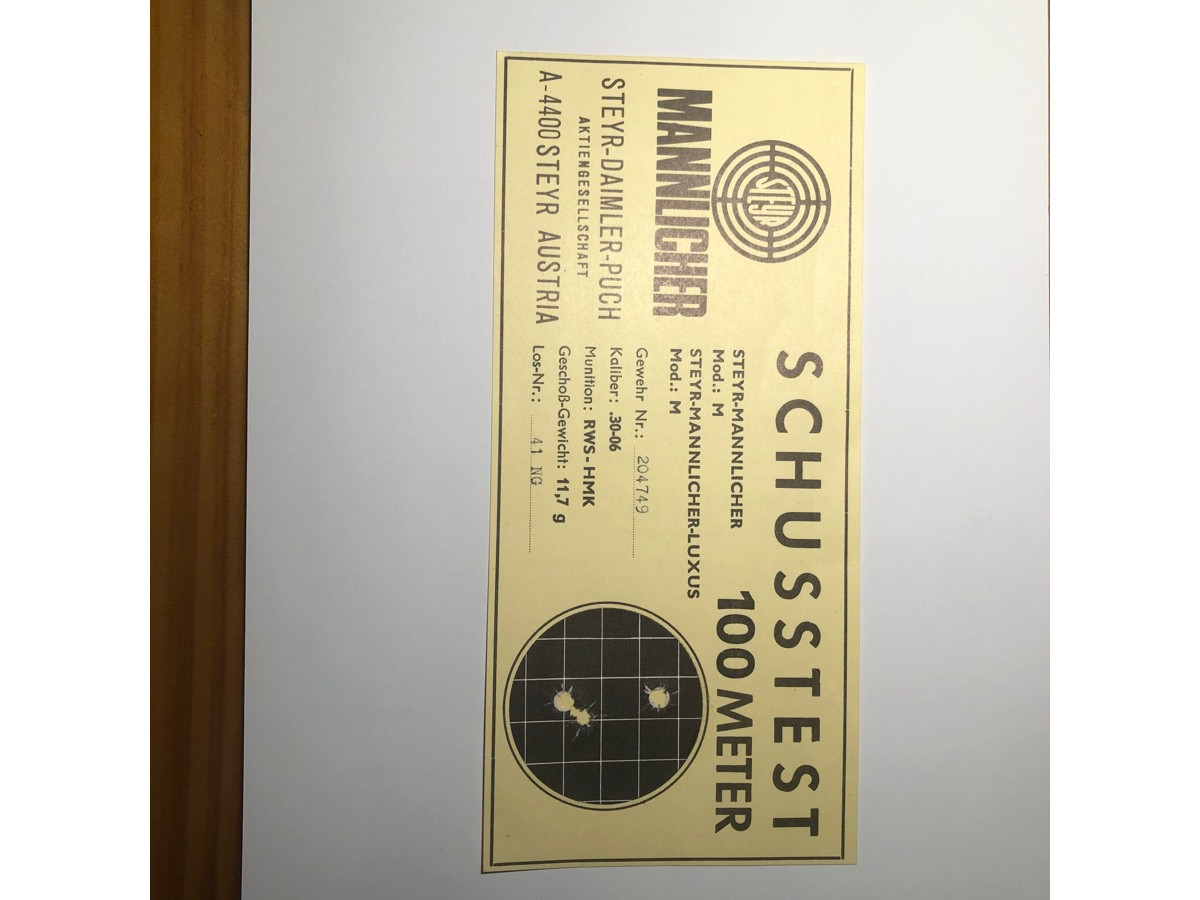 STEYR
MANNLICHER
STEYR-DAIMLER-PUCH
AKTIENGESELLSCHAFT
A-4400 STEYR AUSTRIA
SCHUSSTEST
100 METER
STEYR-MANNLICHER
Mod.: M
STEYR-MANNLICHER-LUXUS
Mod.: M
Gewehr Nr.: 204749
Kaliber: .30-06
Munition: RWS - HMK
Geschoß-Gewicht: 11,7 g
Los-Nr.: 41 NG